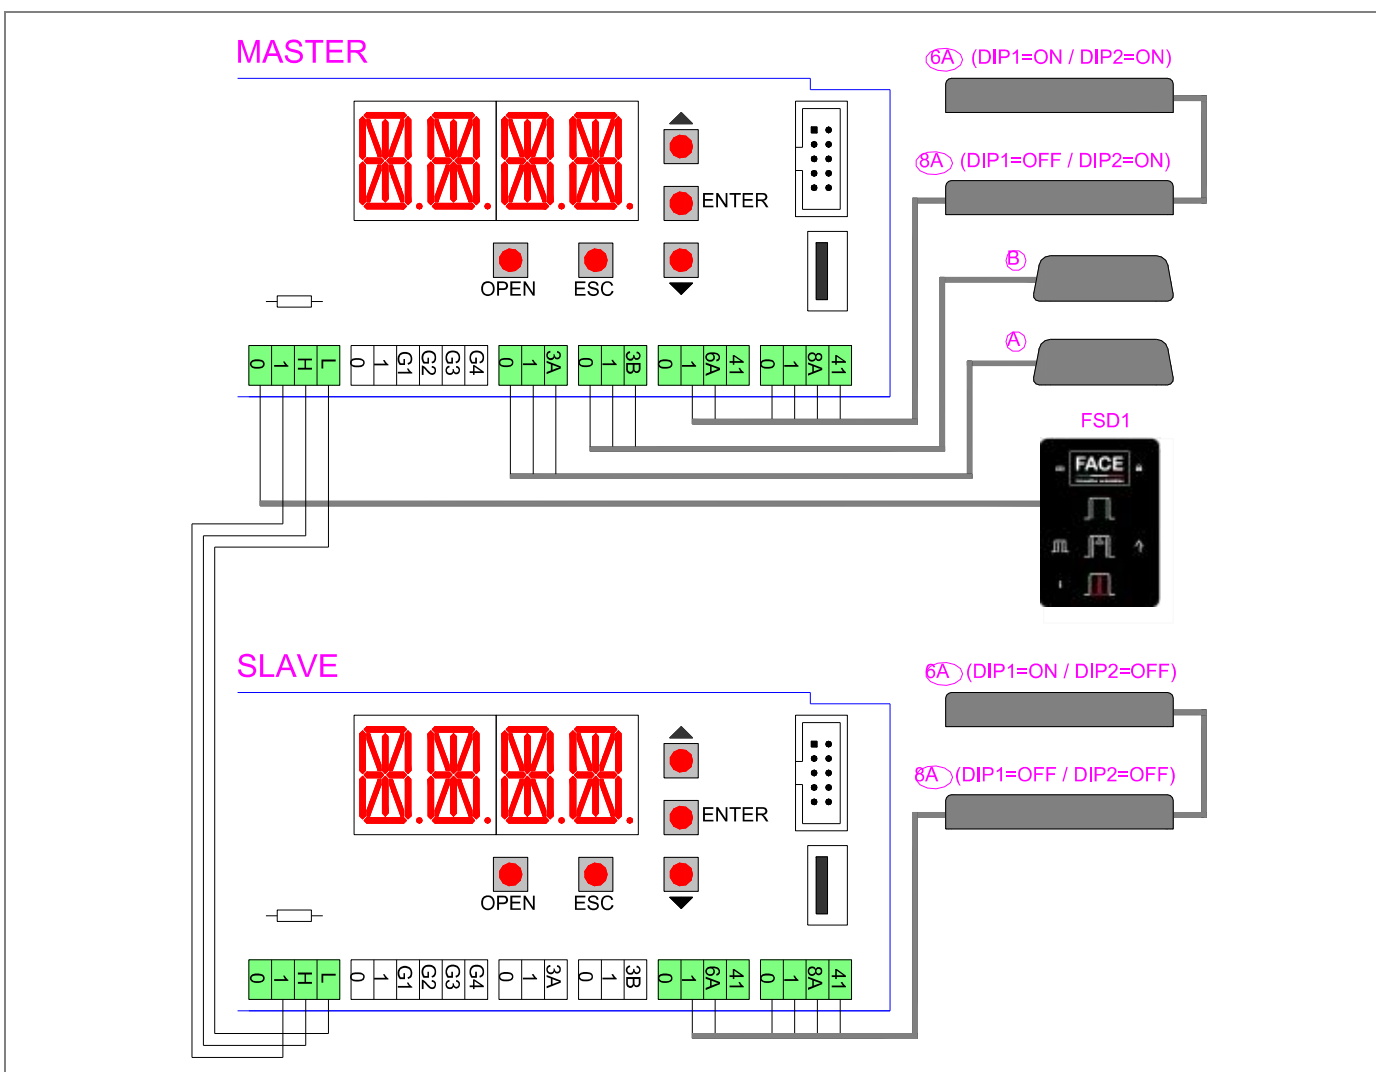 MASTER
6A (DIP1=ON / DIP2=ON)
8A (DIP1=OFF / DIP2=ON)
ENTER
B
OPEN ESC
A
0 1 H L 0 1 G1 G2 G3 G4 0 1 3A 0 1 3B 0 1 6A 41 0 1 8A 41
FSD1
FACE
SLAVE
6A (DIP1=ON / DIP2=OFF)
8A (DIP1=OFF / DIP2=OFF)
ENTER
OPEN ESC
0 1 H L 0 1 G1 G2 G3 G4 0 1 3A 0 1 3B 0 1 6A 41 0 1 8A 41